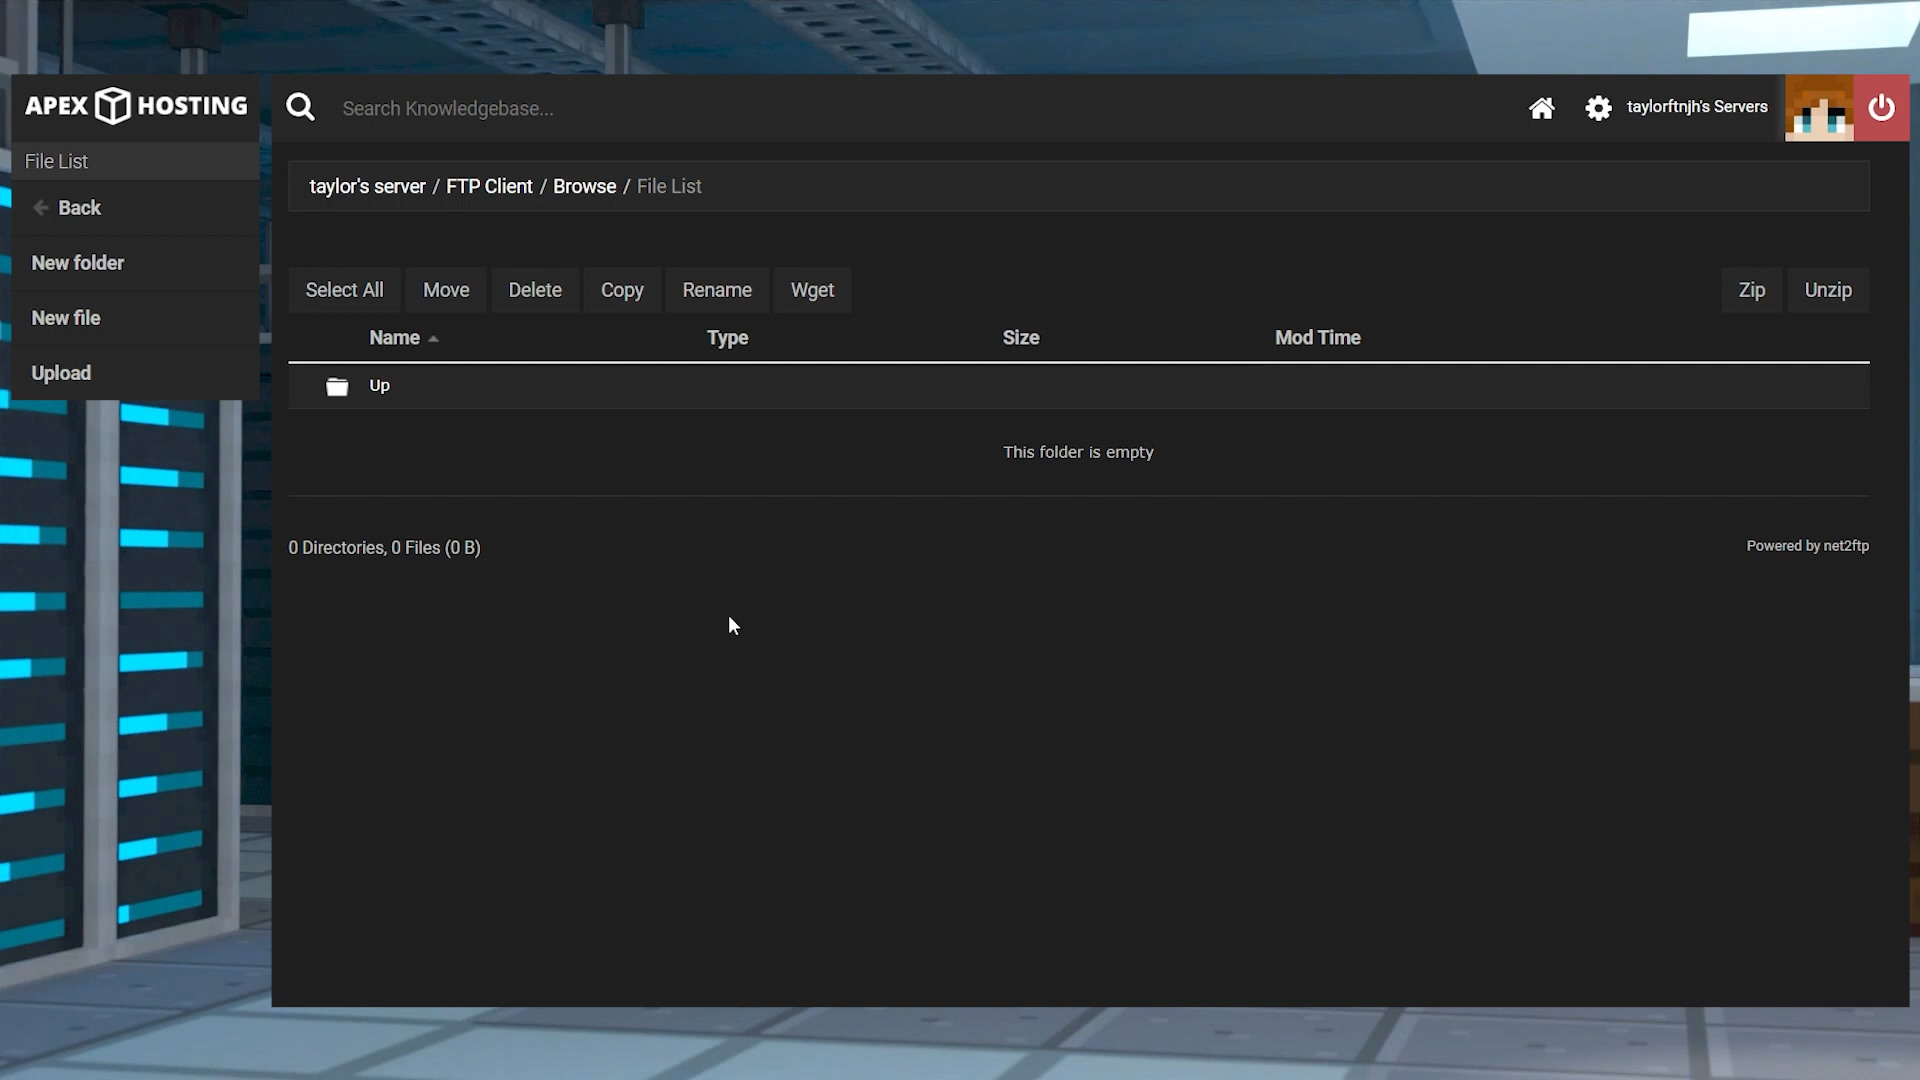 APEX HOSTING
Search Knowledgebase...
taylorftnjh's Servers
File List
Back
New folder
New file
Upload
taylor's server / FTP Client / Browse / File List
Select All Move Delete Copy Rename Wget Zip Unzip
Name Type Size Mod Time
Up
This folder is empty
0 Directories, 0 Files (0 B)
Powered by net2ftp